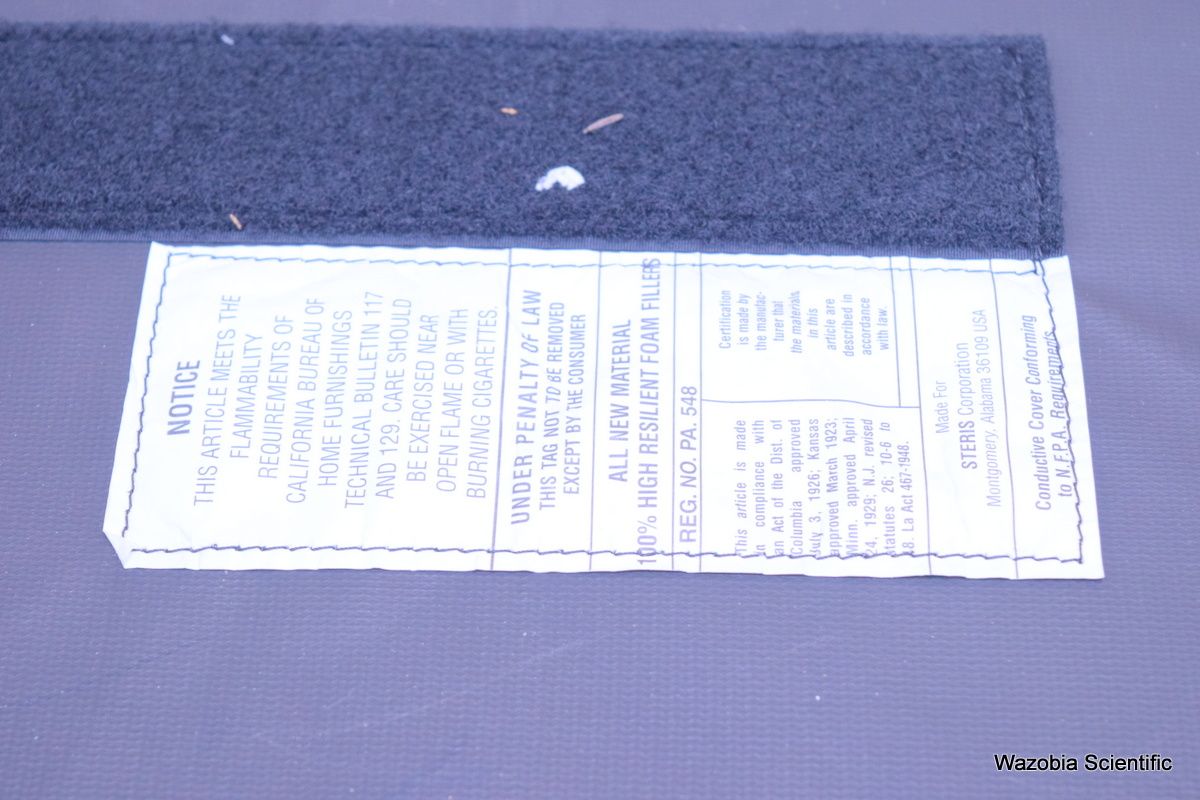 NOTICE
THIS ARTICLE MEETS THE
FLAMMABILITY
REQUIREMENTS OF
CALIFORNIA BUREAU OF
HOME FURNISHINGS
TECHNICAL BULLETIN 117
AND 129. CARE SHOULD
BE EXERCISED NEAR
OPEN FLAME OR WITH
BURNING CIGARETTES.
UNDER PENALTY OF LAW
THIS TAG NOT TO BE REMOVED
EXCEPT BY THE CONSUMER
ALL NEW MATERIAL
100% HIGH RESILIENT FOAM FILLERS
REG. NO. PA. 548
This article is made
in compliance with
an Act of the Dist. of
Columbia approved
July 3, 1926; Kansas
approved March 1923;
Minn. approved April
24, 1929; N.J. revised
statutes 26: 10-6 to
18. La Act 467-1948.
Certification
is made by
the manufac-
turer that
the materials
in this
article are
described in
accordance
with law.
Made For
STERIS Corporation
Montgomery, Alabama 36109 USA
Conductive Cover Conforming
to N.F.P.A. Requirements
Wazobia Scientific